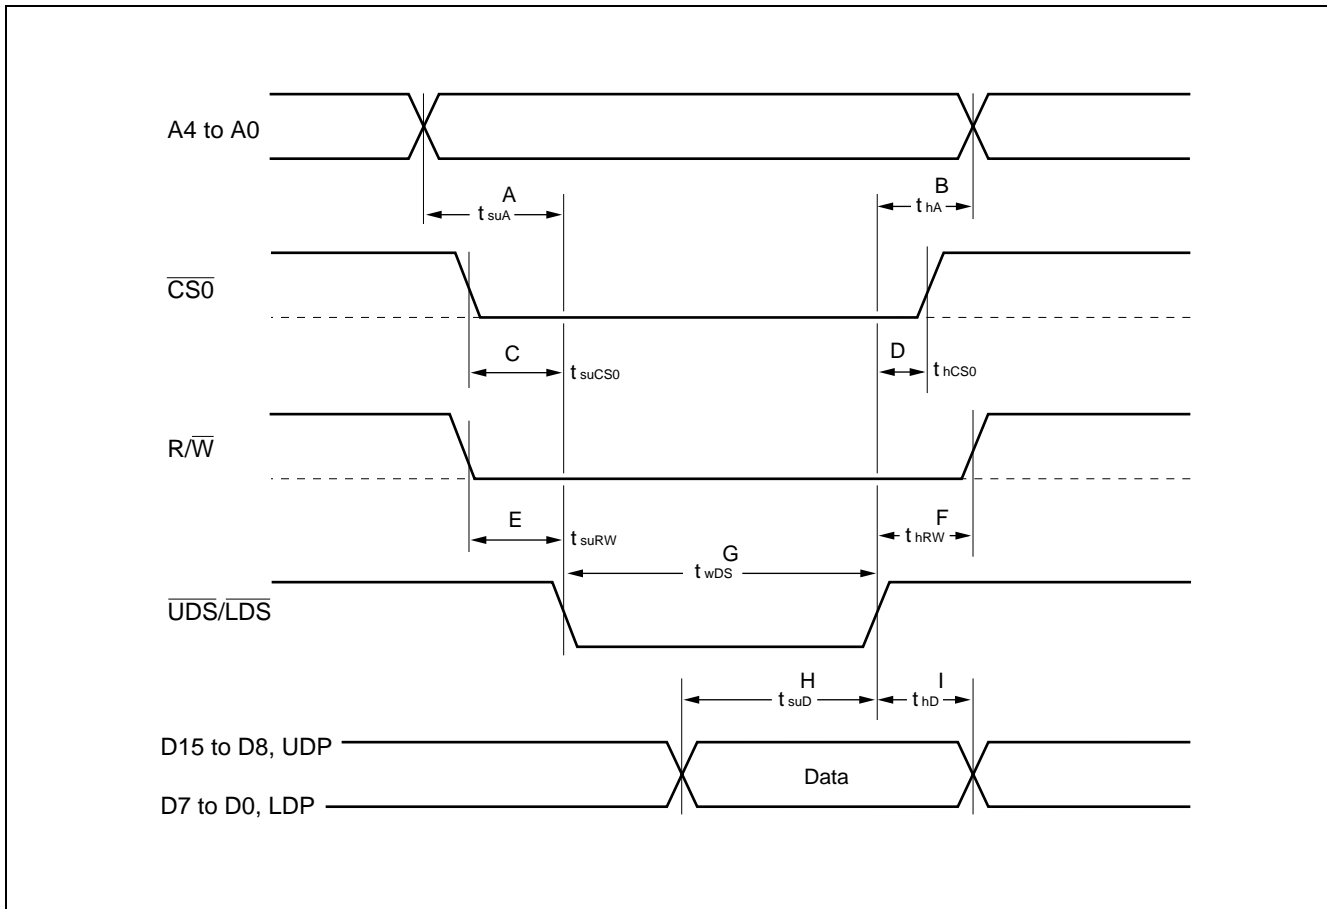 A4 to A0
A
t suA
B
t hA
CS0
C
t suCS0
D
t hCS0
R/W
E
t suRW
F
t hRW
G
t wDS
UDS/LDS
H
t suD
I
t hD
D15 to D8, UDP
Data
D7 to D0, LDP